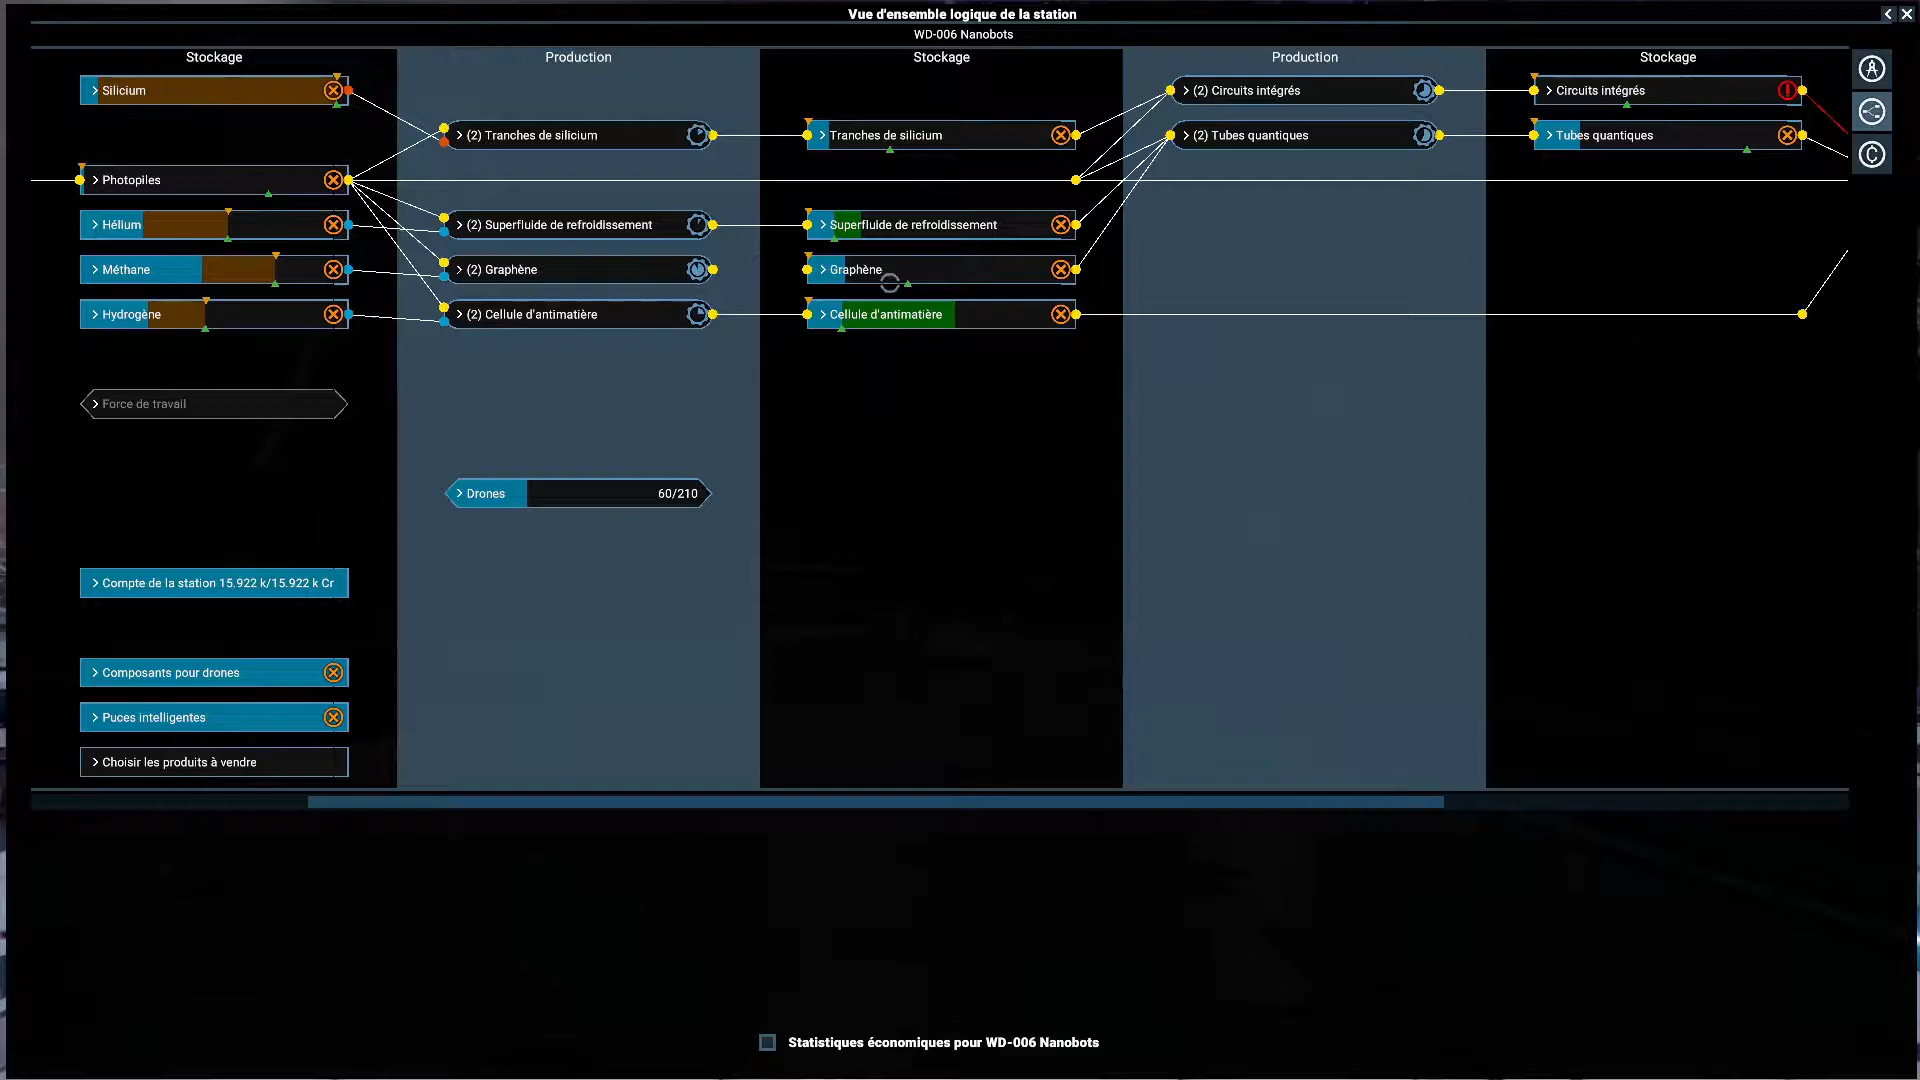 Vue d'ensemble logique de la station
WD-006 Nanobots
Stockage
Production
Stockage
Production
Stockage
Silicium
(2) Circuits intégrés
Circuits intégrés
(2) Tranches de silicium
Tranches de silicium
(2) Tubes quantiques
Tubes quantiques
Photopiles
Hélium
(2) Superfluide de refroidissement
Superfluide de refroidissement
Méthane
(2) Graphène
Graphène
Hydrogène
(2) Cellule d'antimatière
Cellule d'antimatière
Force de travail
Drones 60/210
Compte de la station 15.922 k/15.922 k Cr
Composants pour drones
Puces intelligentes
Choisir les produits à vendre
Statistiques économiques pour WD-006 Nanobots